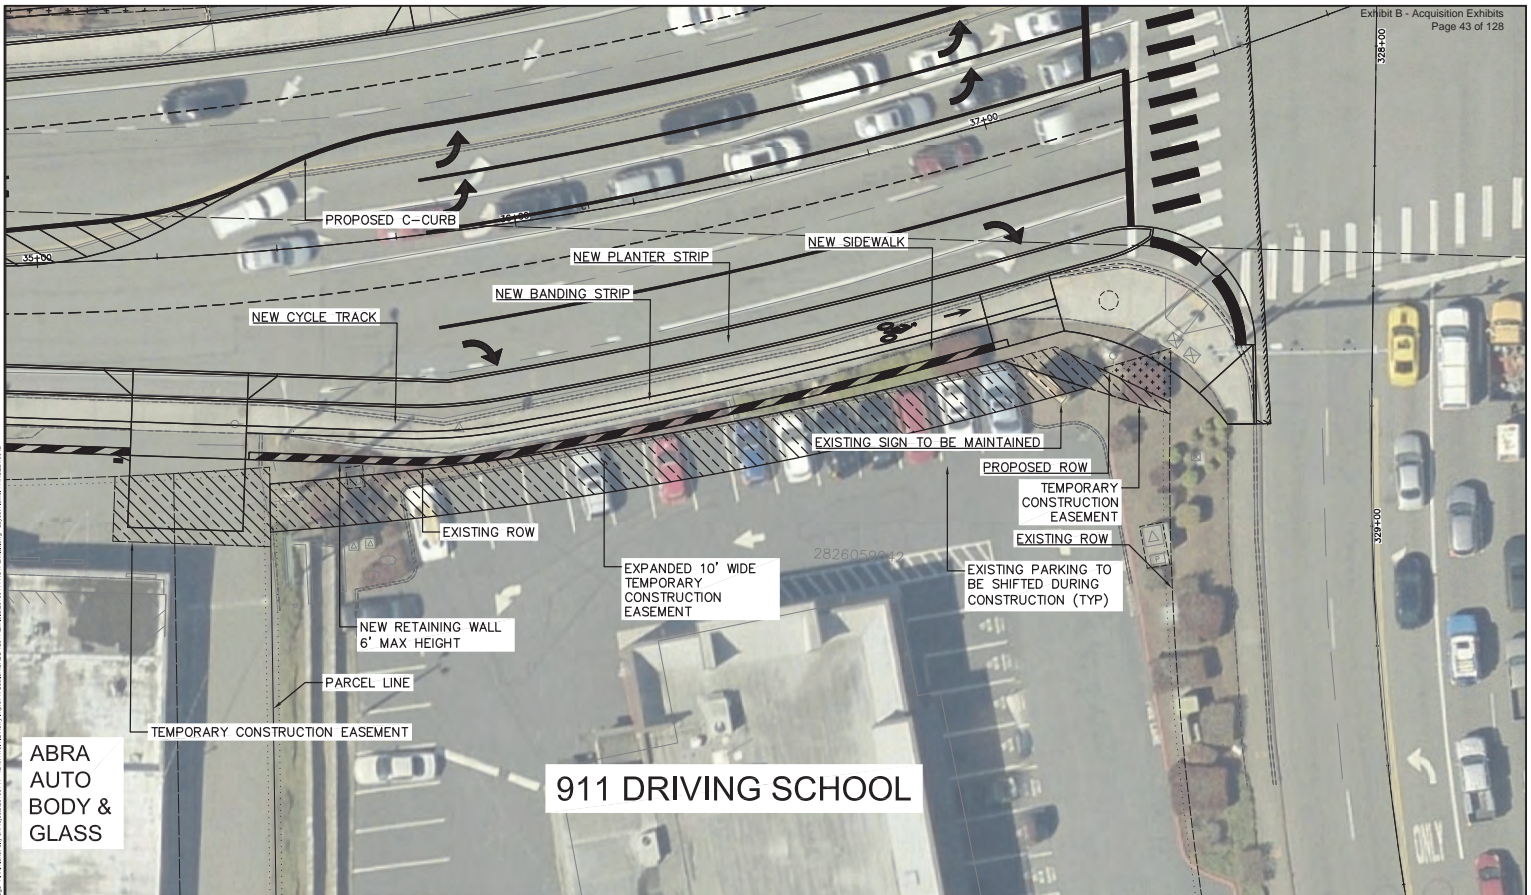 Exhibit B - Acquisition Exhibits
Page 43 of 128
328+00
37+00
PROPOSED C-CURB
35+00
NEW SIDEWALK
NEW PLANTER STRIP
NEW BANDING STRIP
NEW CYCLE TRACK
EXISTING SIGN TO BE MAINTAINED
PROPOSED ROW
TEMPORARY
CONSTRUCTION
EASEMENT
EXISTING ROW
EXISTING ROW
329+00
EXPANDED 10' WIDE
TEMPORARY
CONSTRUCTION
EASEMENT
EXISTING PARKING TO
BE SHIFTED DURING
CONSTRUCTION (TYP)
NEW RETAINING WALL
6' MAX HEIGHT
PARCEL LINE
TEMPORARY CONSTRUCTION EASEMENT
ABRA
AUTO
BODY &
GLASS
911 DRIVING SCHOOL
ONLY